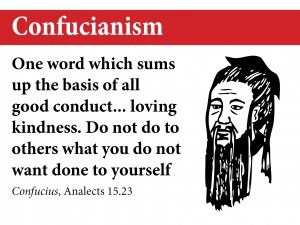 Confucianism
One word which sums
up the basis of all
good conduct... loving
kindness. Do not do to
others what you do not
want done to yourself
Confucius, Analects 15.23